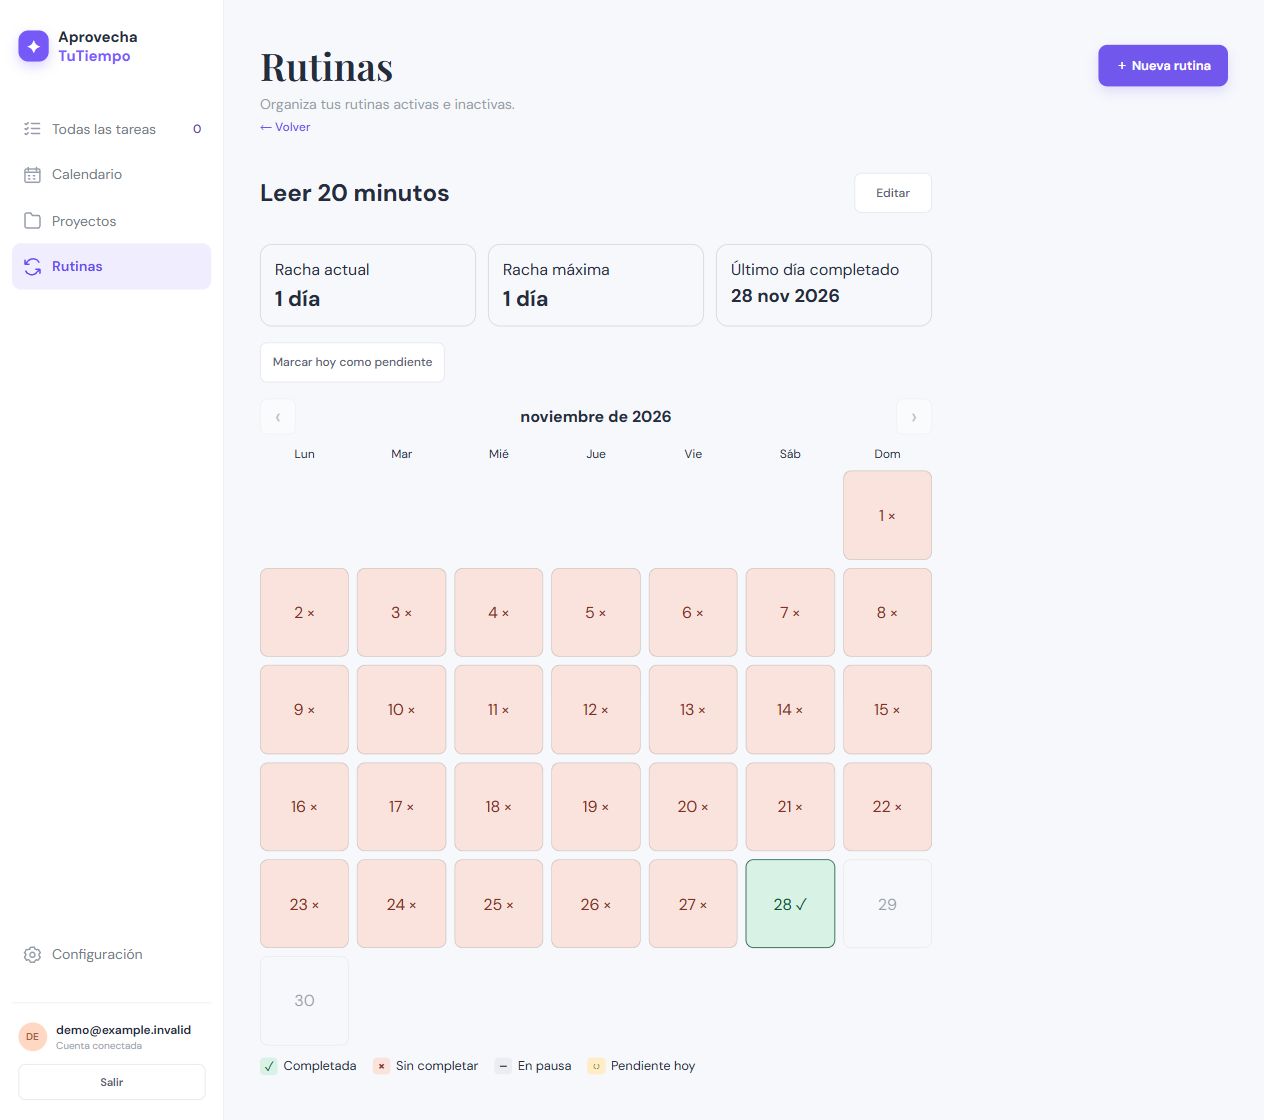 Aprovecha
TuTiempo
Todas las tareas 0
Calendario
Proyectos
Rutinas
Configuración
DE
demo@example.invalid
Cuenta conectada
Salir
Rutinas
+ Nueva rutina
Organiza tus rutinas activas e inactivas.
← Volver
Leer 20 minutos
Editar
Racha actual
1 día
Racha máxima
1 día
Último día completado
28 nov 2026
Marcar hoy como pendiente
‹ noviembre de 2026 ›
Lun Mar Mié Jue Vie Sáb Dom
1 ×
2 × 3 × 4 × 5 × 6 × 7 × 8 ×
9 × 10 × 11 × 12 × 13 × 14 × 15 ×
16 × 17 × 18 × 19 × 20 × 21 × 22 ×
23 × 24 × 25 × 26 × 27 × 28 ✓ 29
30
✓ Completada × Sin completar – En pausa ○ Pendiente hoy